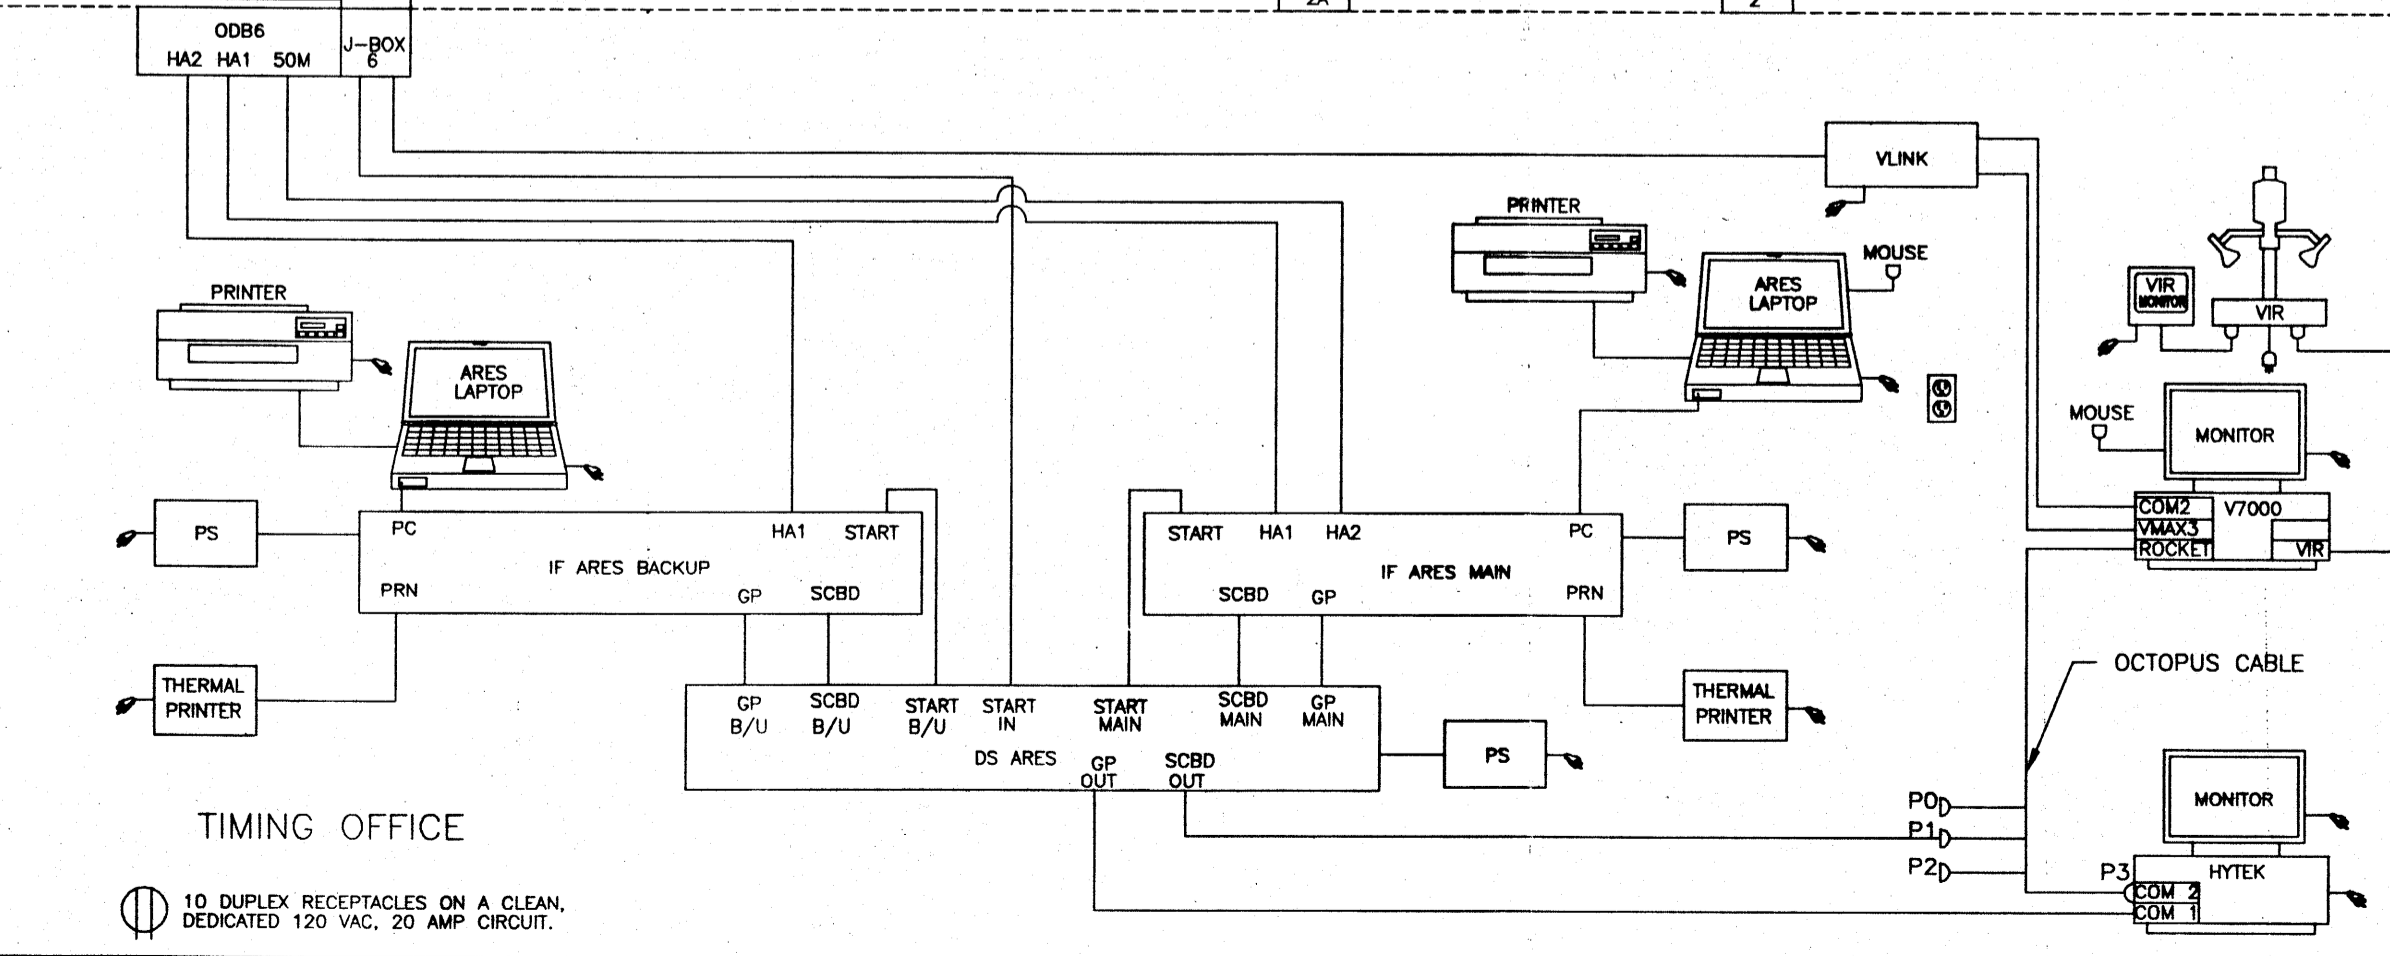 2A
2
ODB6
HA2 HA1 50M
J-BOX
6
VLINK
PRINTER
MOUSE
ARES
LAPTOP
VIR
MONITOR
VIR
PRINTER
ARES
LAPTOP
MOUSE
MONITOR
COM2
V7000
VMAX3
ROCKET
VIR
PS
PC
HA1
START
IF ARES BACKUP
PRN
GP
SCBD
START
HA1
HA2
PC
IF ARES MAIN
SCBD
GP
PRN
PS
OCTOPUS CABLE
THERMAL
PRINTER
THERMAL
PRINTER
GP
B/U
SCBD
B/U
START
B/U
START
IN
START
MAIN
SCBD
MAIN
GP
MAIN
DS ARES
GP
OUT
SCBD
OUT
PS
TIMING OFFICE
P0
P1
P2
P3
MONITOR
HYTEK
COM 2
COM 1
10 DUPLEX RECEPTACLES ON A CLEAN,
DEDICATED 120 VAC, 20 AMP CIRCUIT.